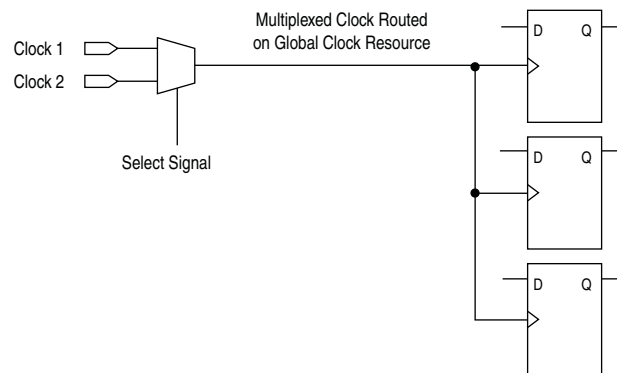 Multiplexed Clock Routed
on Global Clock Resource
Clock 1
Clock 2
Select Signal
D Q
D Q
D Q